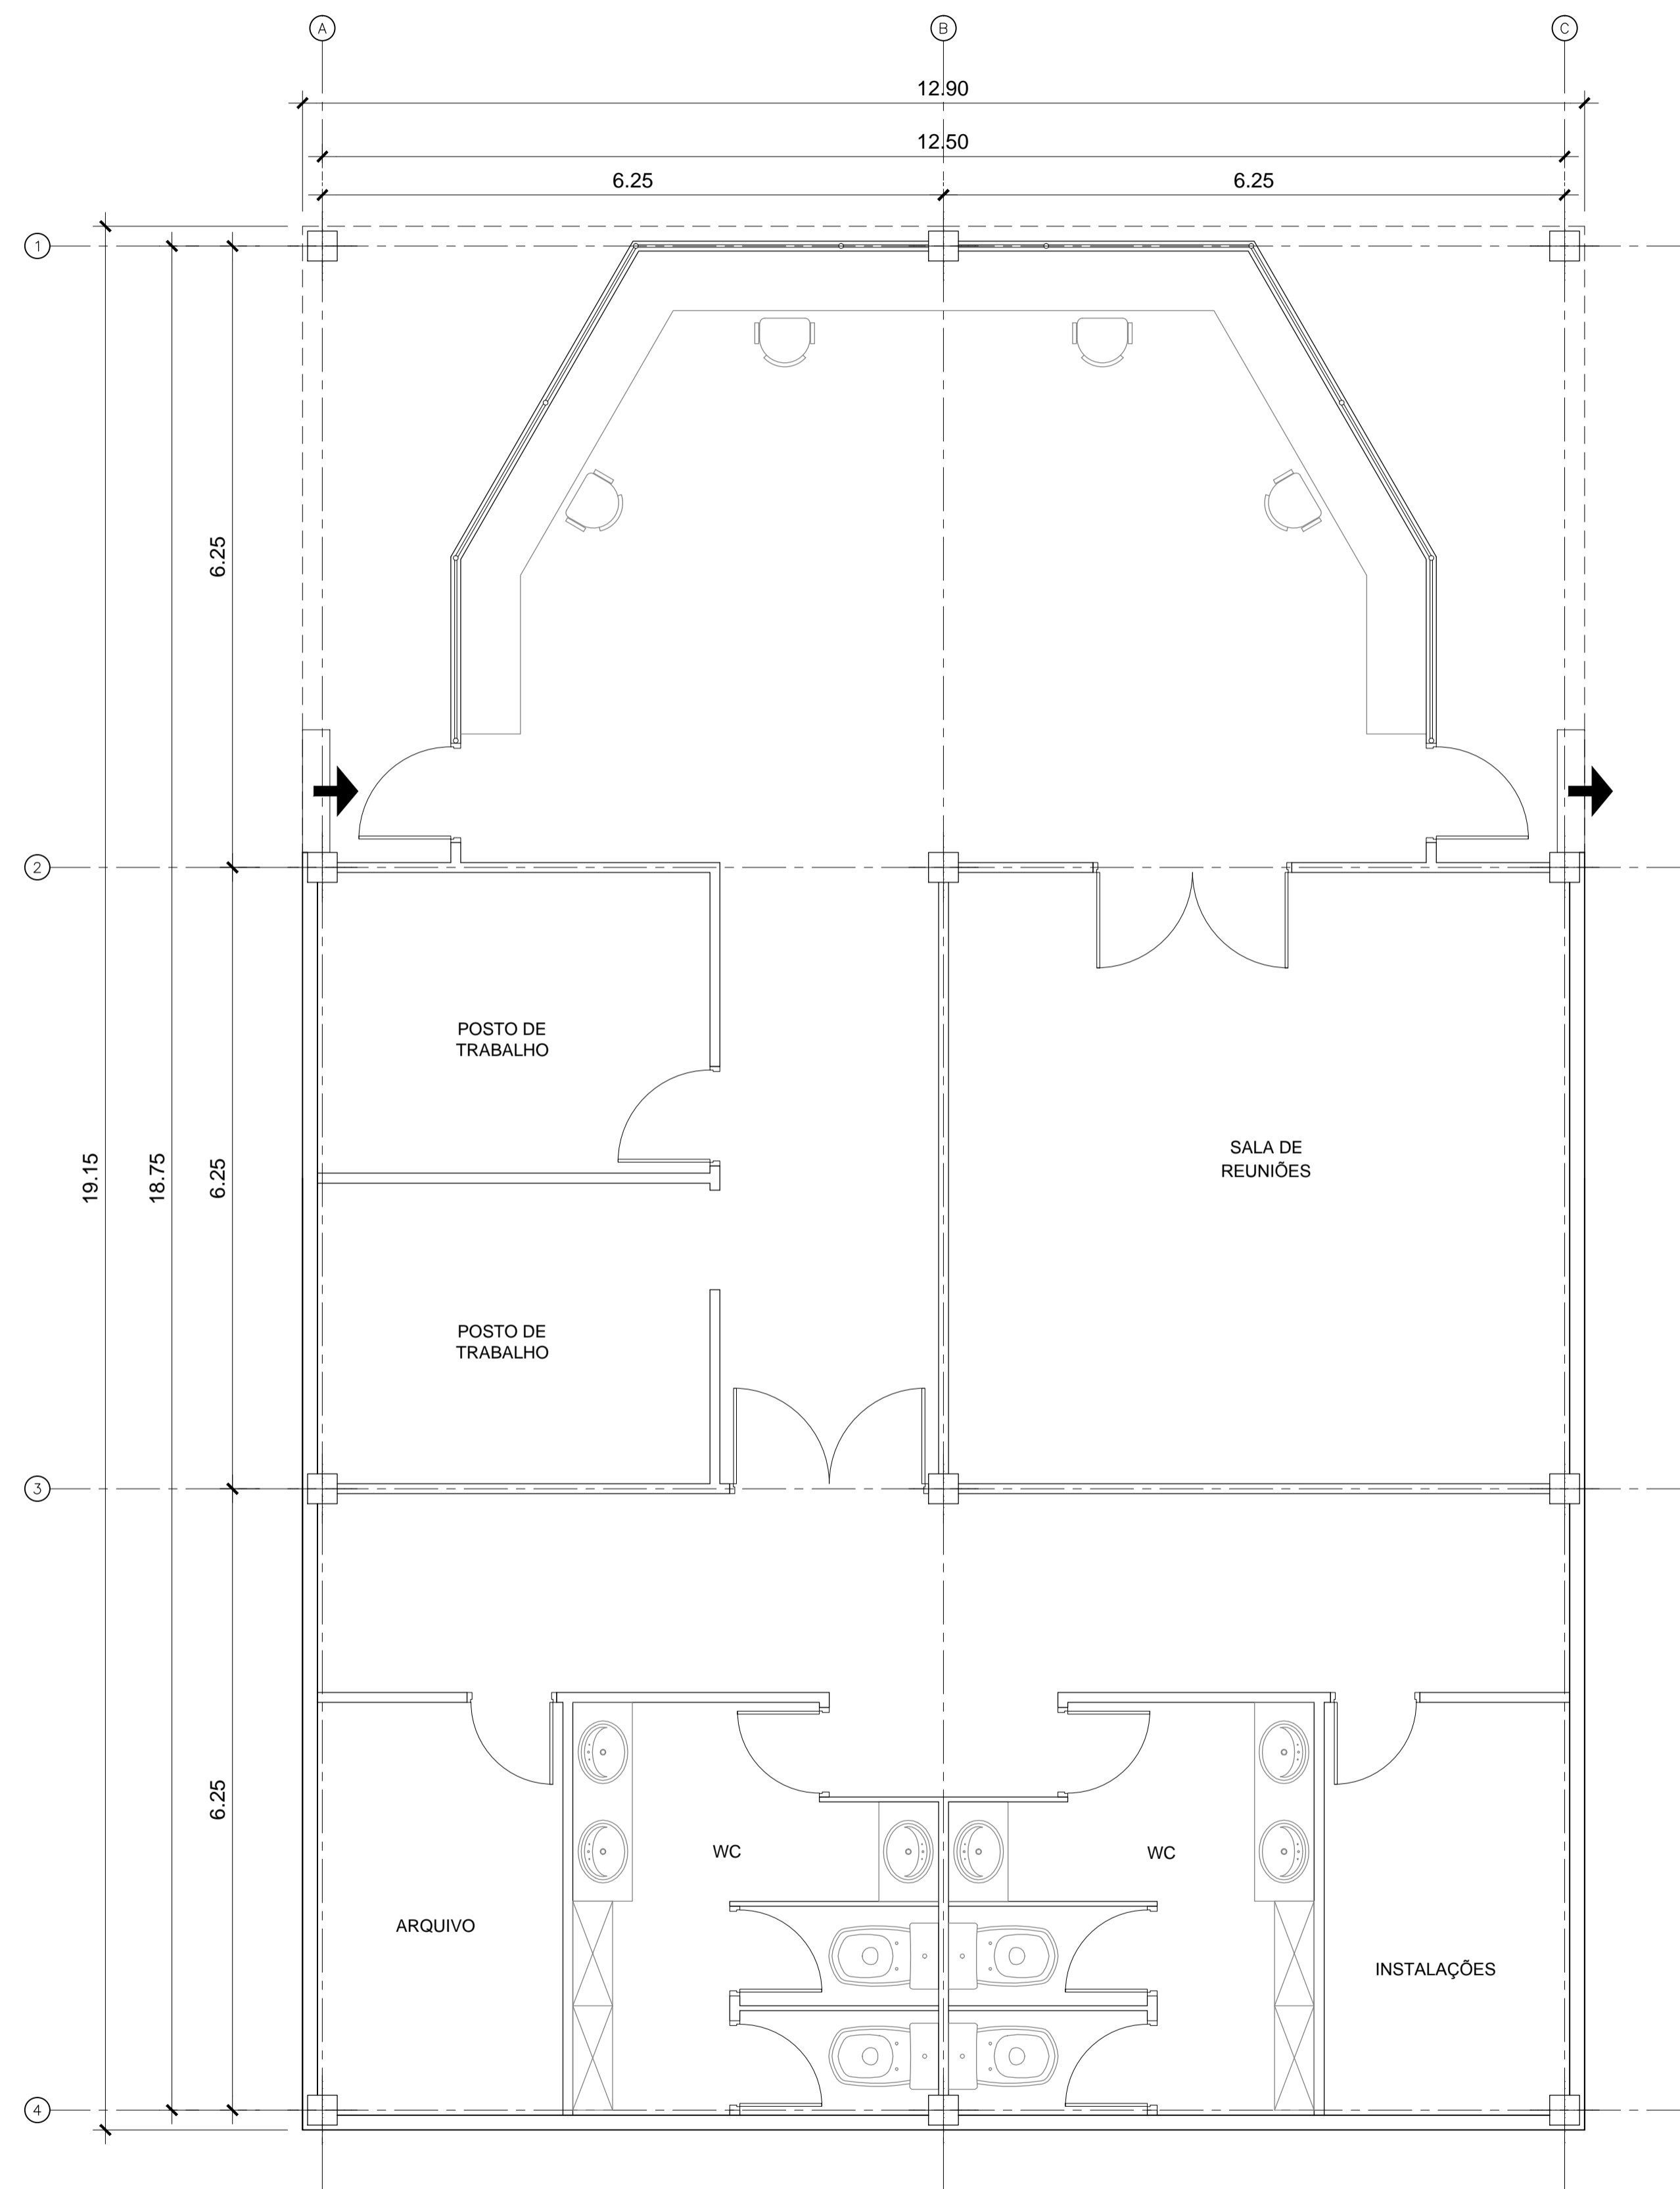 A
B
C
12.90
12.50
6.25
6.25
1
6.25
2
POSTO DE
TRABALHO
SALA DE
REUNIÕES
19.15
18.75
6.25
POSTO DE
TRABALHO
3
6.25
WC
WC
ARQUIVO
INSTALAÇÕES
4